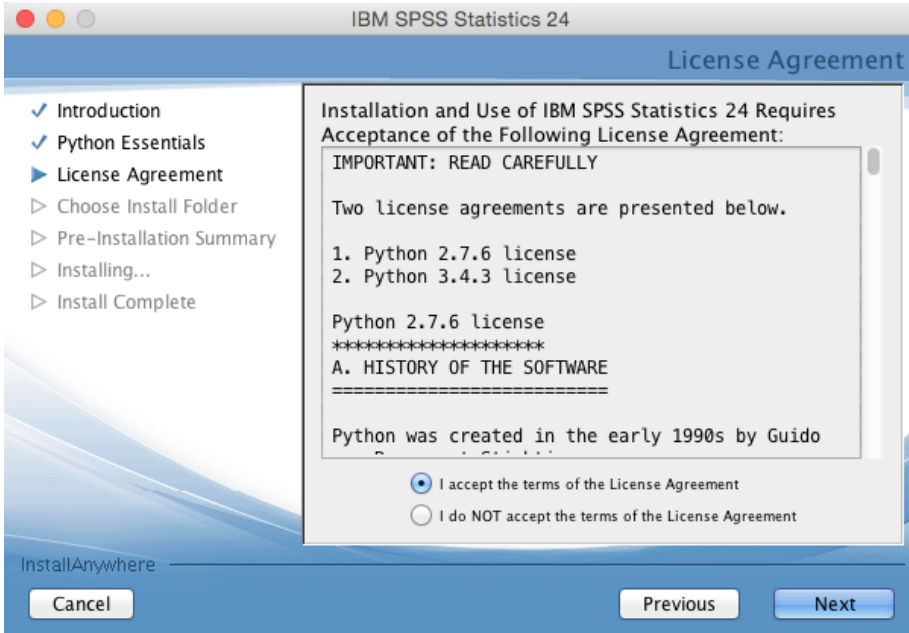 IBM SPSS Statistics 24
License Agreement
Introduction
Python Essentials
License Agreement
Choose Install Folder
Pre-Installation Summary
Installing...
Install Complete
Installation and Use of IBM SPSS Statistics 24 Requires
Acceptance of the Following License Agreement:
IMPORTANT: READ CAREFULLY
Two license agreements are presented below.
1. Python 2.7.6 license
2. Python 3.4.3 license
Python 2.7.6 license
********************
A. HISTORY OF THE SOFTWARE
==========================
Python was created in the early 1990s by Guido
I accept the terms of the License Agreement
I do NOT accept the terms of the License Agreement
InstallAnywhere
Cancel
Previous
Next